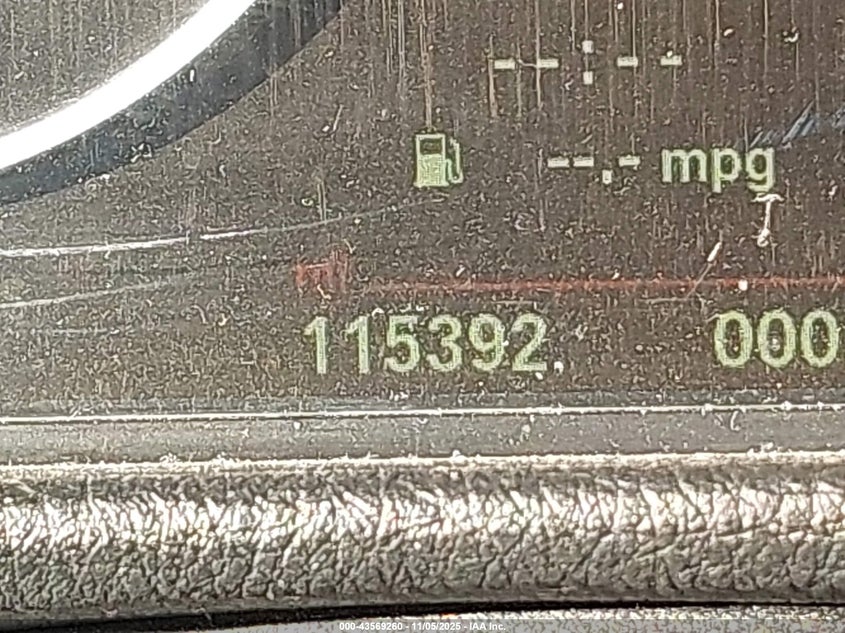 --:--
--.- mpg
115392
000
000-43569260 - 11/05/2025 - IAA Inc.